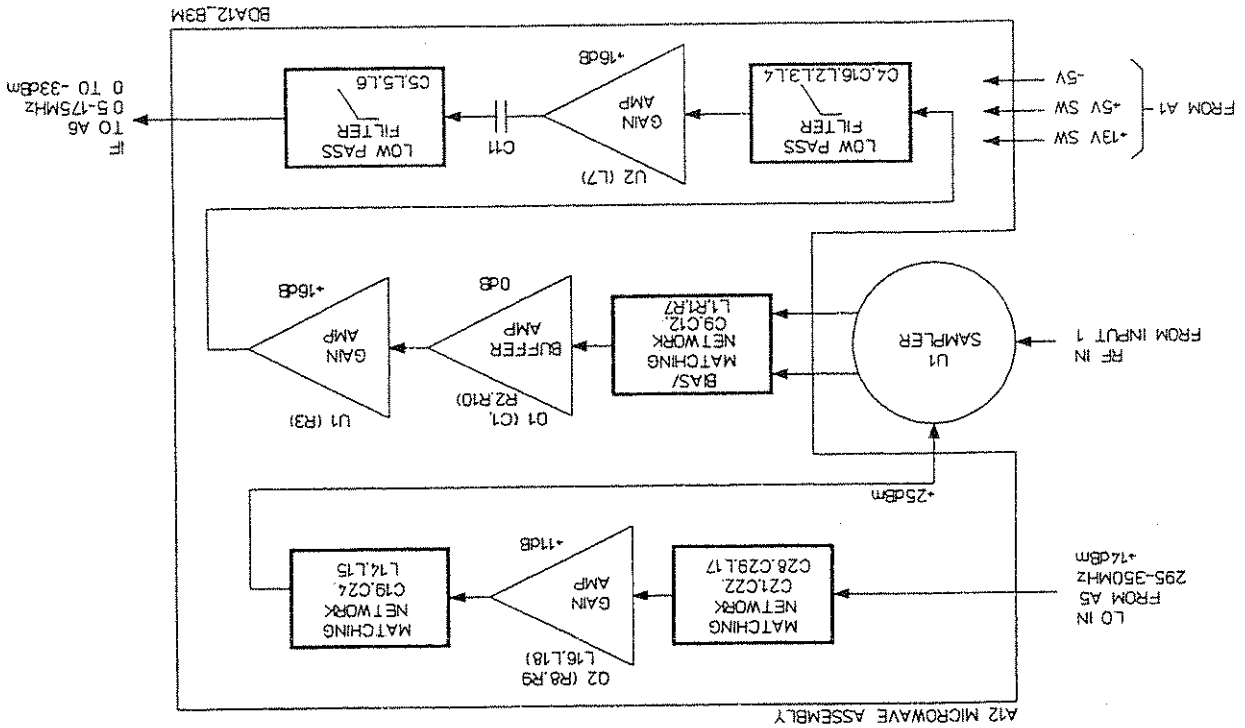 A12 MICROWAVE ASSEMBLY
LO IN
FROM A5
295-350MHz
+14dBm
MATCHING
NETWORK
C21,C22,
C28,C29,L17
Q2 (R8,R9
L16,L18)
GAIN
AMP
+11dB
MATCHING
NETWORK
C19,C24,
L14,L15
+25dBm
RF IN
FROM INPUT 1
U1
SAMPLER
BIAS/
MATCHING
NETWORK
C9,C12,
L1,R1,R7
Q1 (C1,
R2,R10)
BUFFER
AMP
0dB
U1 (R3)
GAIN
AMP
+16dB
FROM A1
+13V SW
+5V SW
-5V
LOW PASS
FILTER
C4,C16,L2,L3,L4
U2 (L7)
GAIN
AMP
+16dB
C11
LOW PASS
FILTER
C5,L5,L6
IF
TO A6
0.5-175MHz
0 TO -33dBm
BDA12_B3M